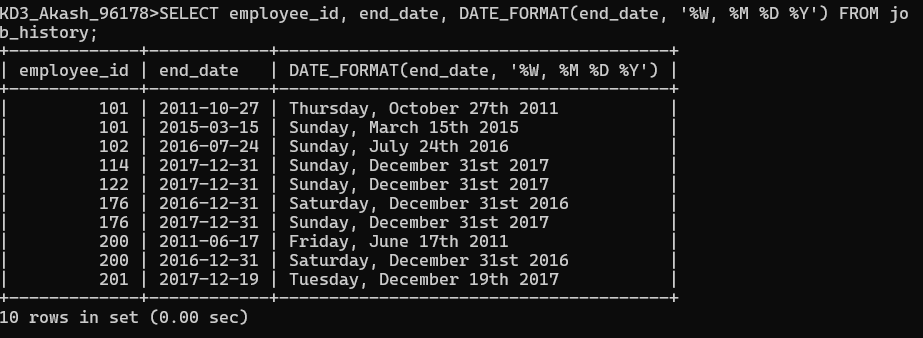 KD3_Akash_96178>SELECT employee_id, end_date, DATE_FORMAT(end_date, '%W, %M %D %Y') FROM jo
b_history;
+-------------+------------+---------------------------------------+
| employee_id | end_date   | DATE_FORMAT(end_date, '%W, %M %D %Y') |
+-------------+------------+---------------------------------------+
|         101 | 2011-10-27 | Thursday, October 27th 2011           |
|         101 | 2015-03-15 | Sunday, March 15th 2015               |
|         102 | 2016-07-24 | Sunday, July 24th 2016                |
|         114 | 2017-12-31 | Sunday, December 31st 2017            |
|         122 | 2017-12-31 | Sunday, December 31st 2017            |
|         176 | 2016-12-31 | Saturday, December 31st 2016          |
|         176 | 2017-12-31 | Sunday, December 31st 2017            |
|         200 | 2011-06-17 | Friday, June 17th 2011                |
|         200 | 2016-12-31 | Saturday, December 31st 2016          |
|         201 | 2017-12-19 | Tuesday, December 19th 2017           |
+-------------+------------+---------------------------------------+
10 rows in set (0.00 sec)